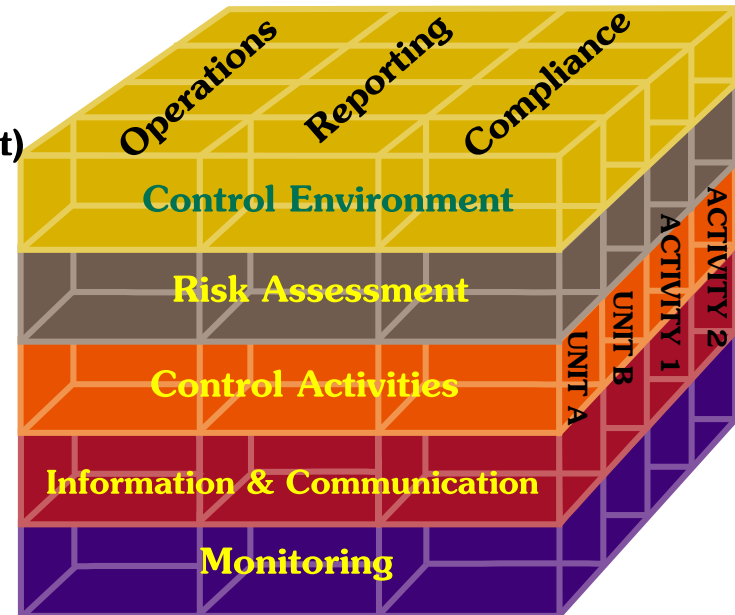 Operations
Reporting
Compliance
t)
Control Environment
Risk Assessment
Control Activities
Information & Communication
Monitoring
UNIT A
UNIT B
ACTIVITY 1
ACTIVITY 2